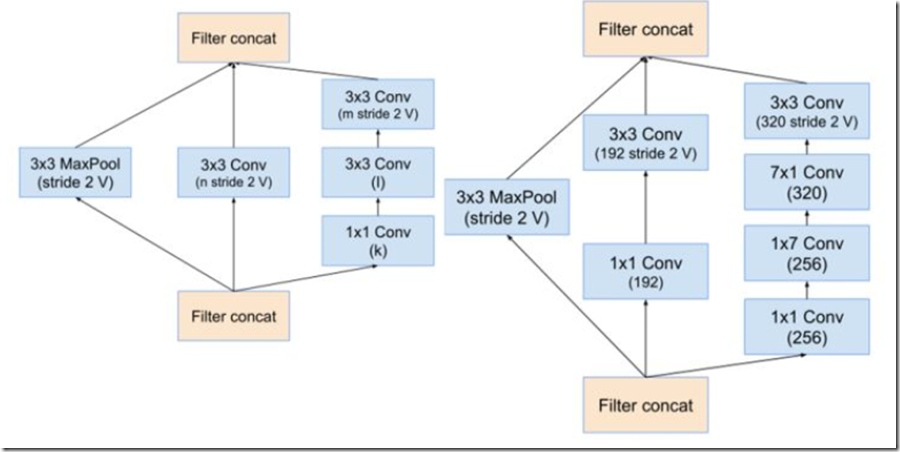 Filter concat
3x3 MaxPool
(stride 2 V)
3x3 Conv
(n stride 2 V)
3x3 Conv
(m stride 2 V)
3x3 Conv
(l)
1x1 Conv
(k)
Filter concat
Filter concat
3x3 MaxPool
(stride 2 V)
3x3 Conv
(192 stride 2 V)
1x1 Conv
(192)
3x3 Conv
(320 stride 2 V)
7x1 Conv
(320)
1x7 Conv
(256)
1x1 Conv
(256)
Filter concat